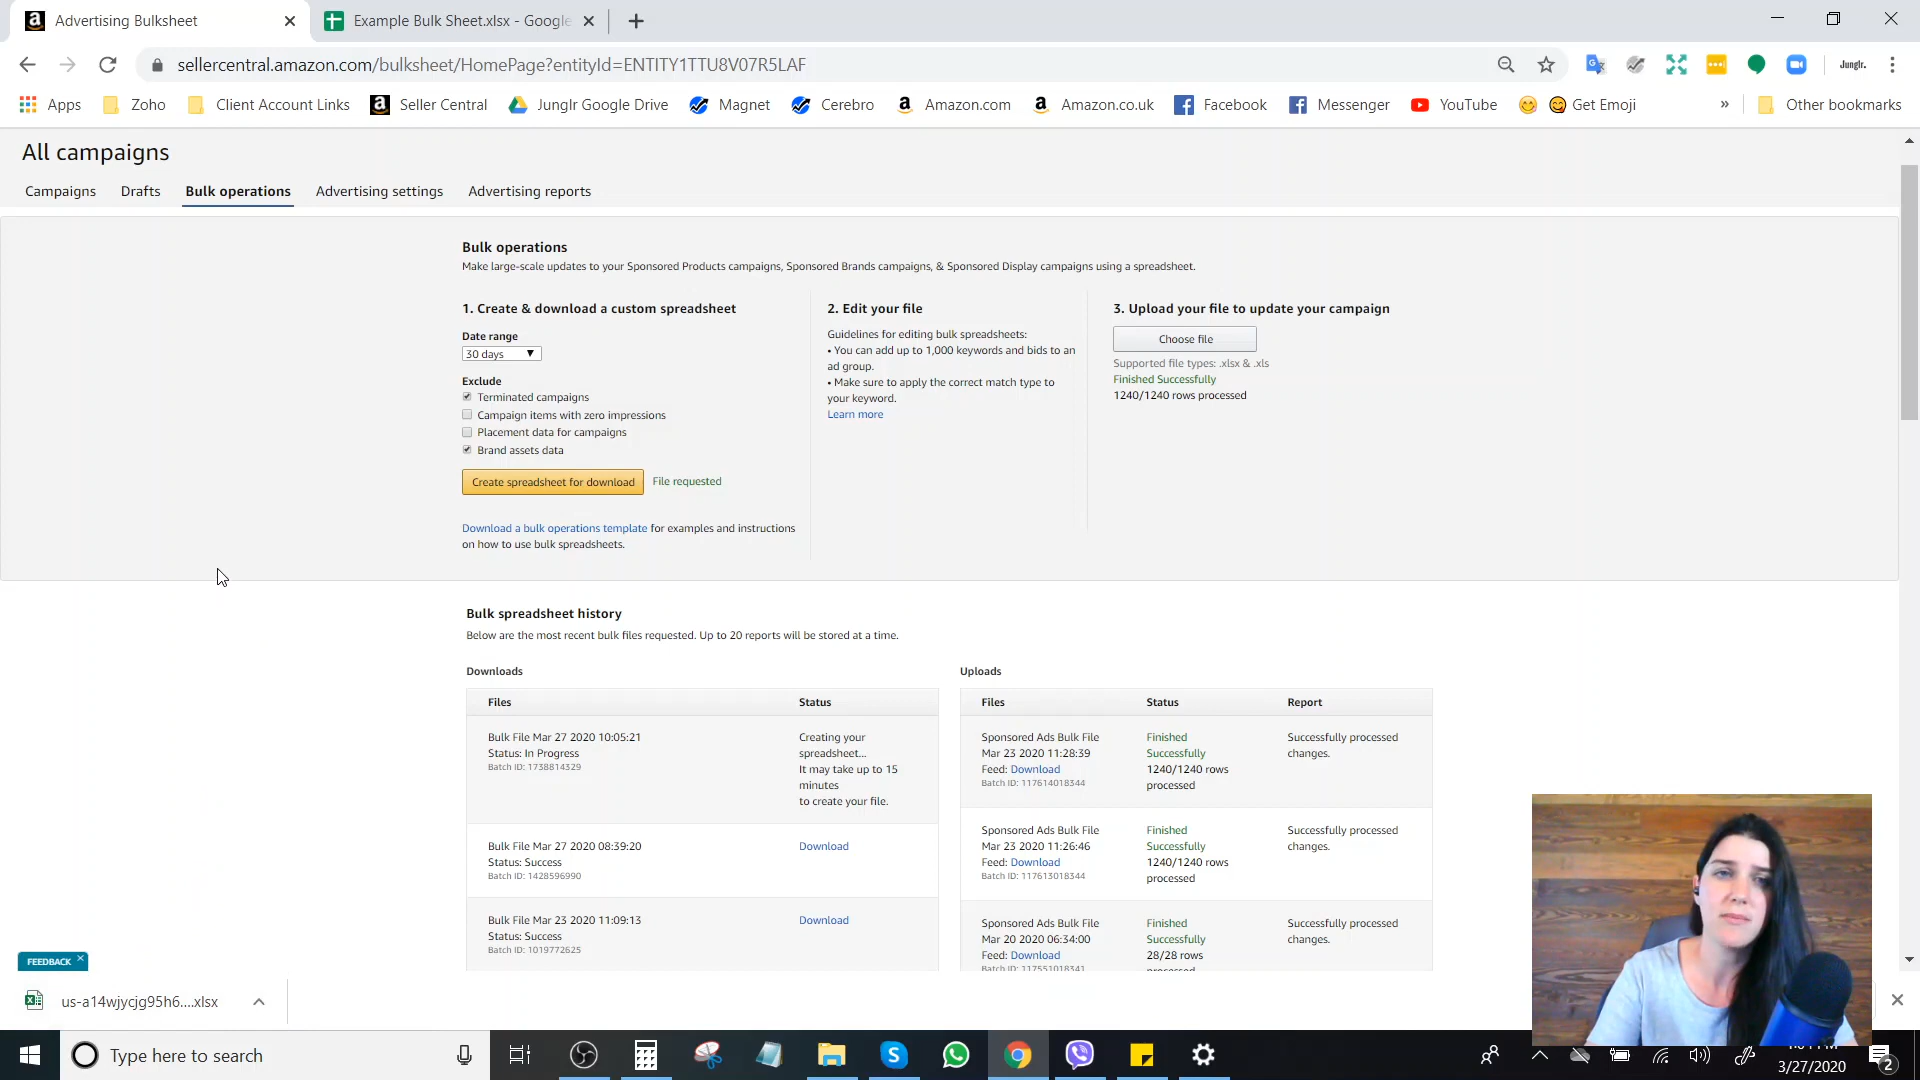 Advertising Bulksheet
Example Bulk Sheet.xlsx - Google
sellercentral.amazon.com/bulksheet/HomePage?entityId=ENTITY1TTU8V07R5LAF
Junglr.
Apps
Zoho
Client Account Links
Seller Central
Junglr Google Drive
Magnet
Cerebro
Amazon.com
Amazon.co.uk
Facebook
Messenger
YouTube
Get Emoji
»
Other bookmarks
All campaigns
Campaigns
Drafts
Bulk operations
Advertising settings
Advertising reports
Bulk operations
Make large-scale updates to your Sponsored Products campaigns, Sponsored Brands campaigns, & Sponsored Display campaigns using a spreadsheet.
1. Create & download a custom spreadsheet
Date range
30 days
Exclude
Terminated campaigns
Campaign items with zero impressions
Placement data for campaigns
Brand assets data
Create spreadsheet for download
File requested
Download a bulk operations template for examples and instructions
on how to use bulk spreadsheets.
2. Edit your file
Guidelines for editing bulk spreadsheets:
• You can add up to 1,000 keywords and bids to an
ad group.
• Make sure to apply the correct match type to
your keyword.
Learn more
3. Upload your file to update your campaign
Choose file
Supported file types: .xlsx & .xls
Finished Successfully
1240/1240 rows processed
Bulk spreadsheet history
Below are the most recent bulk files requested. Up to 20 reports will be stored at a time.
Downloads
Files
Status
Bulk File Mar 27 2020 10:05:21
Status: In Progress
Batch ID: 1738814329
Creating your
spreadsheet...
It may take up to 15
minutes
to create your file.
Bulk File Mar 27 2020 08:39:20
Status: Success
Batch ID: 1428596990
Download
Bulk File Mar 23 2020 11:09:13
Status: Success
Batch ID: 1019772625
Download
Uploads
Files
Status
Report
Sponsored Ads Bulk File
Mar 23 2020 11:28:39
Feed: Download
Batch ID: 117614018344
Finished
Successfully
1240/1240 rows
processed
Successfully processed
changes.
Sponsored Ads Bulk File
Mar 23 2020 11:26:46
Feed: Download
Batch ID: 117613018344
Finished
Successfully
1240/1240 rows
processed
Successfully processed
changes.
Sponsored Ads Bulk File
Mar 20 2020 06:34:00
Feed: Download
Batch ID: 117551018341
Finished
Successfully
28/28 rows
processed
Successfully processed
changes.
FEEDBACK
us-a14wjycjg95h6....xlsx
Type here to search
3/27/2020
2